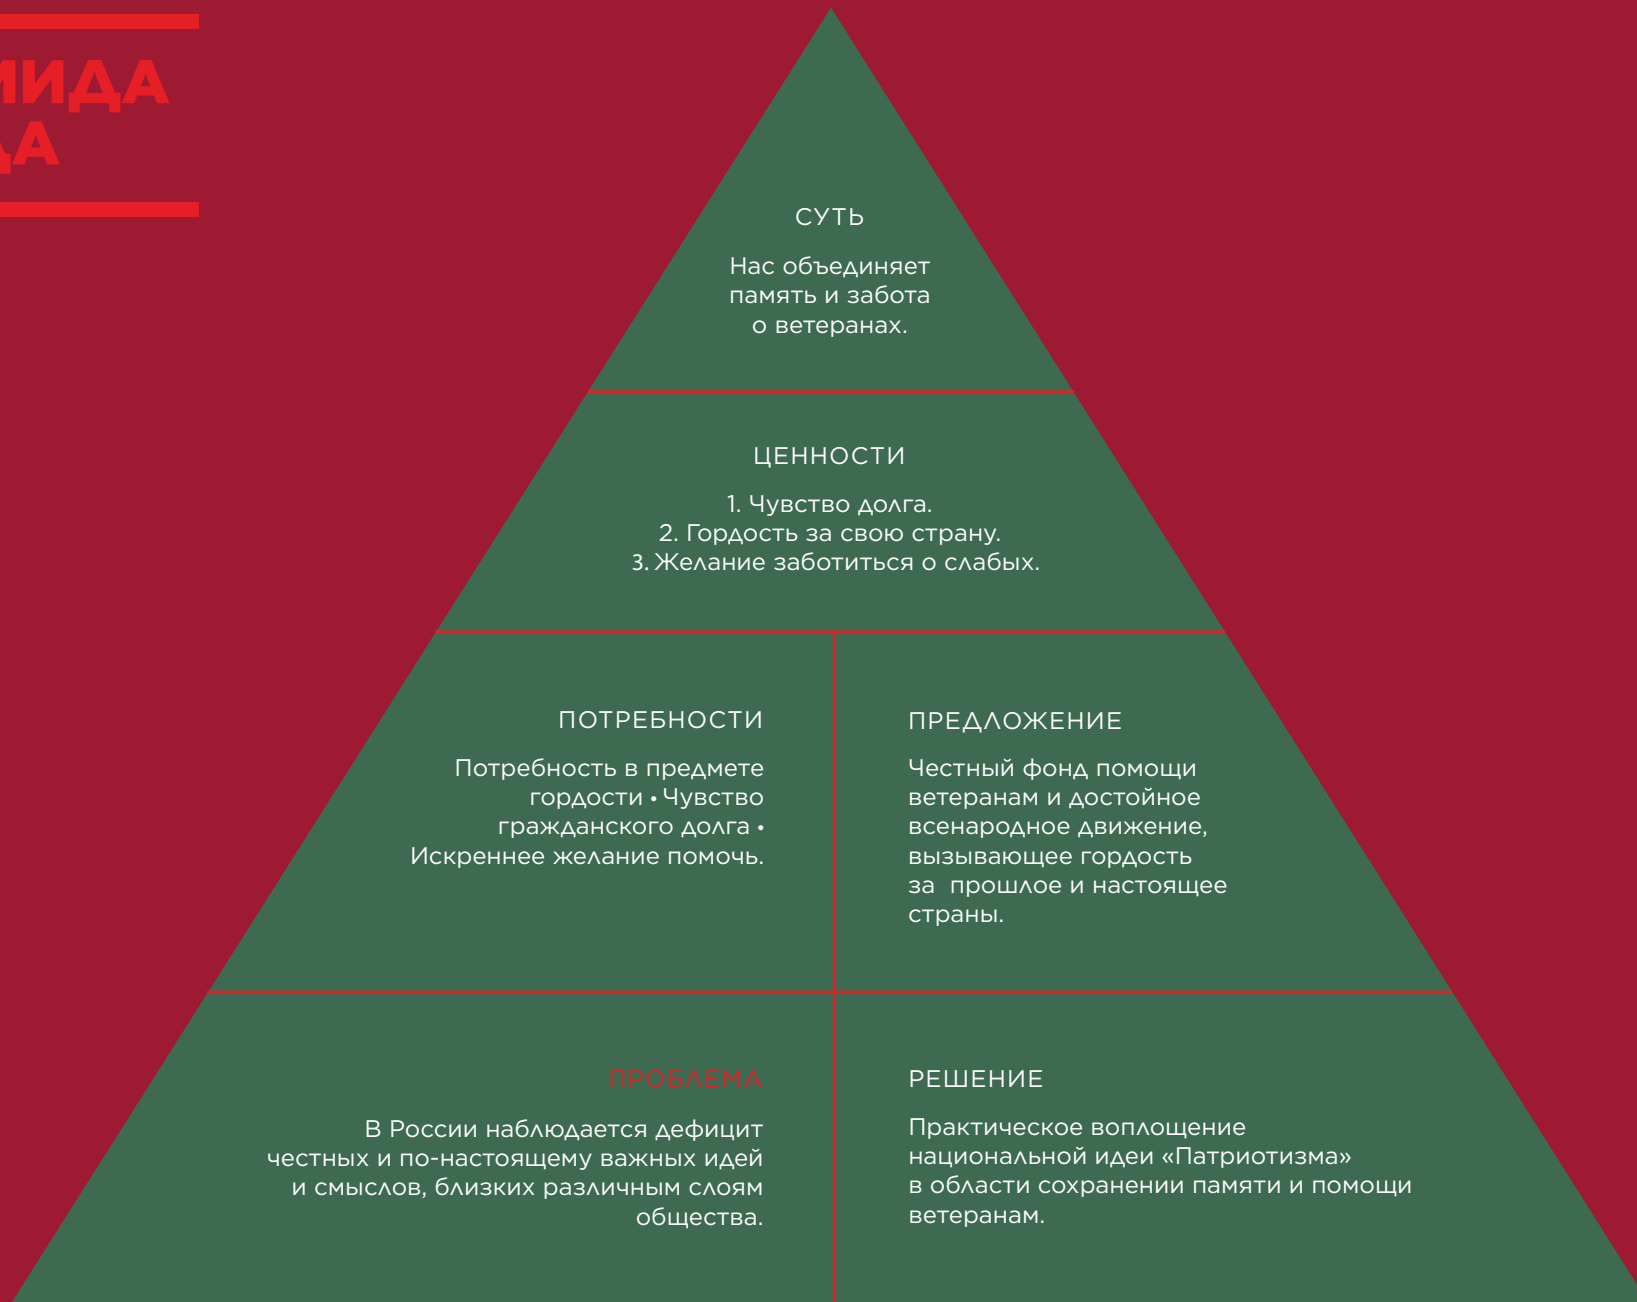 СУТЬ
Нас объединяет
память и забота
о ветеранах.
ЦЕННОСТИ
1. Чувство долга.
2. Гордость за свою страну.
3. Желание заботиться о слабых.
ПОТРЕБНОСТИ
Потребность в предмете
гордости • Чувство
гражданского долга •
Искреннее желание помочь.
ПРЕДЛОЖЕНИЕ
Честный фонд помощи
ветеранам и достойное
всенародное движение,
вызывающее гордость
за прошлое и настоящее
страны.
ПРОБЛЕМА
В России наблюдается дефицит
честных и по-настоящему важных идей
и смыслов, близких различным слоям
общества.
РЕШЕНИЕ
Практическое воплощение
национальной идеи «Патриотизма»
в области сохранении памяти и помощи
ветеранам.